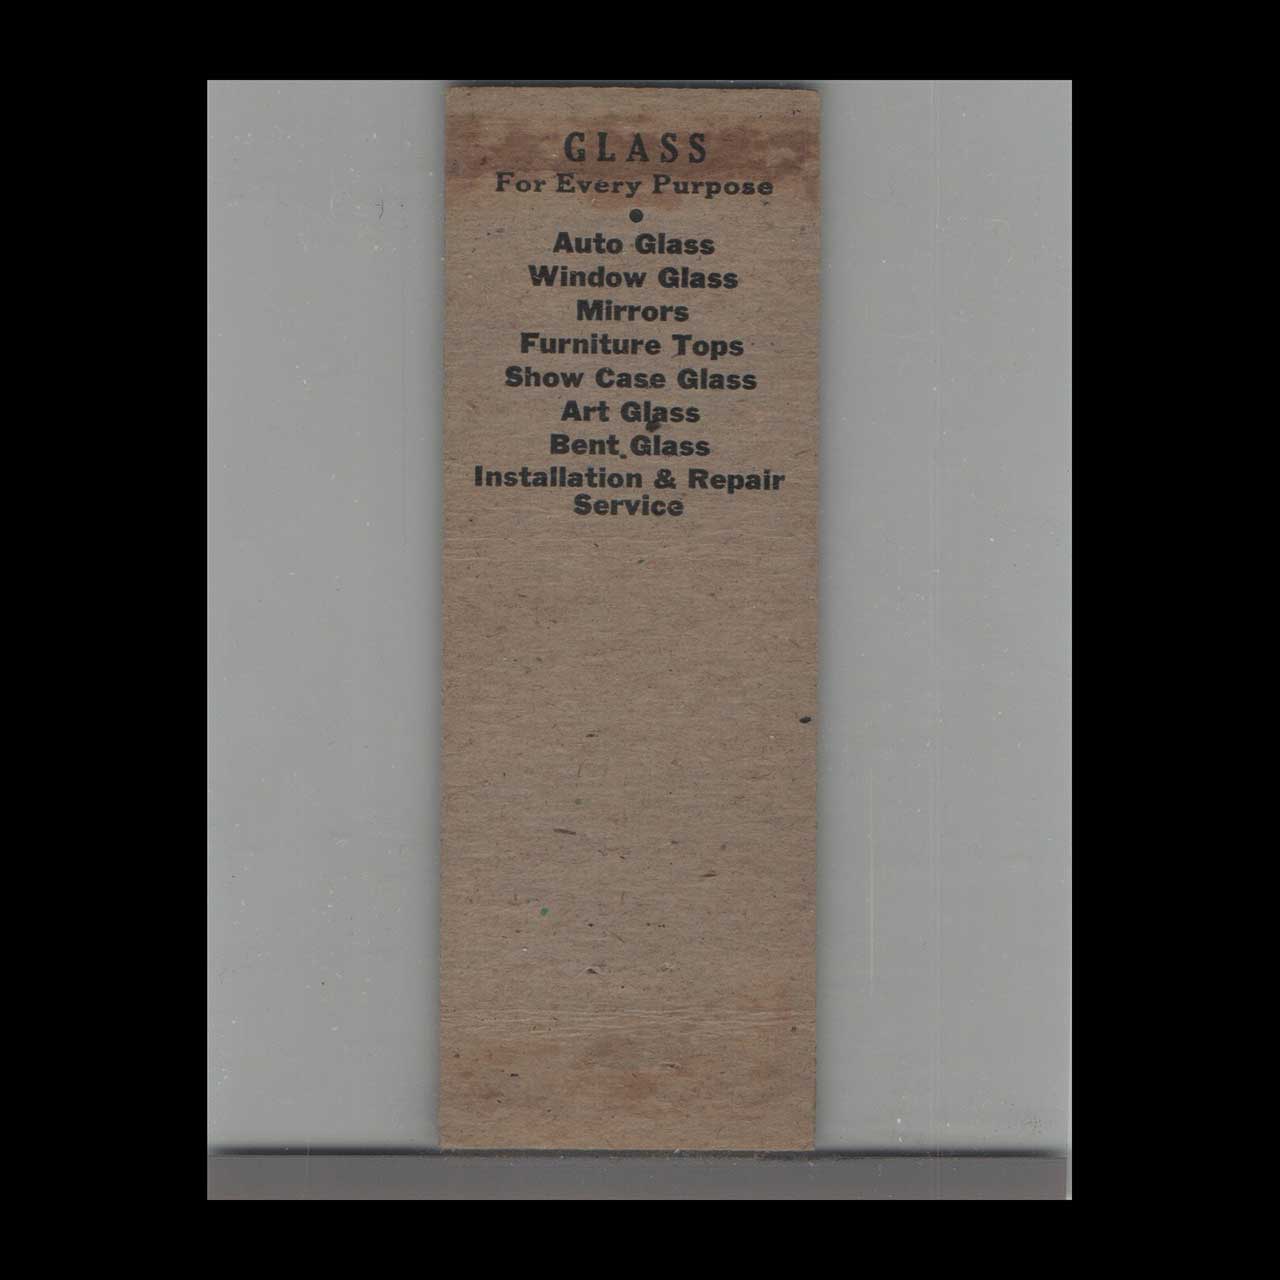 GLASS
For Every Purpose
Auto Glass
Window Glass
Mirrors
Furniture Tops
Show Case Glass
Art Glass
Bent Glass
Installation & Repair
Service